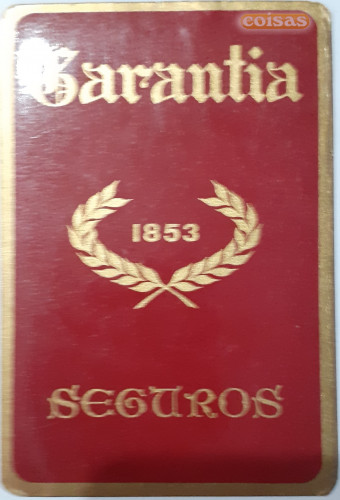 coisas
Garantia
1853
SEGUROS